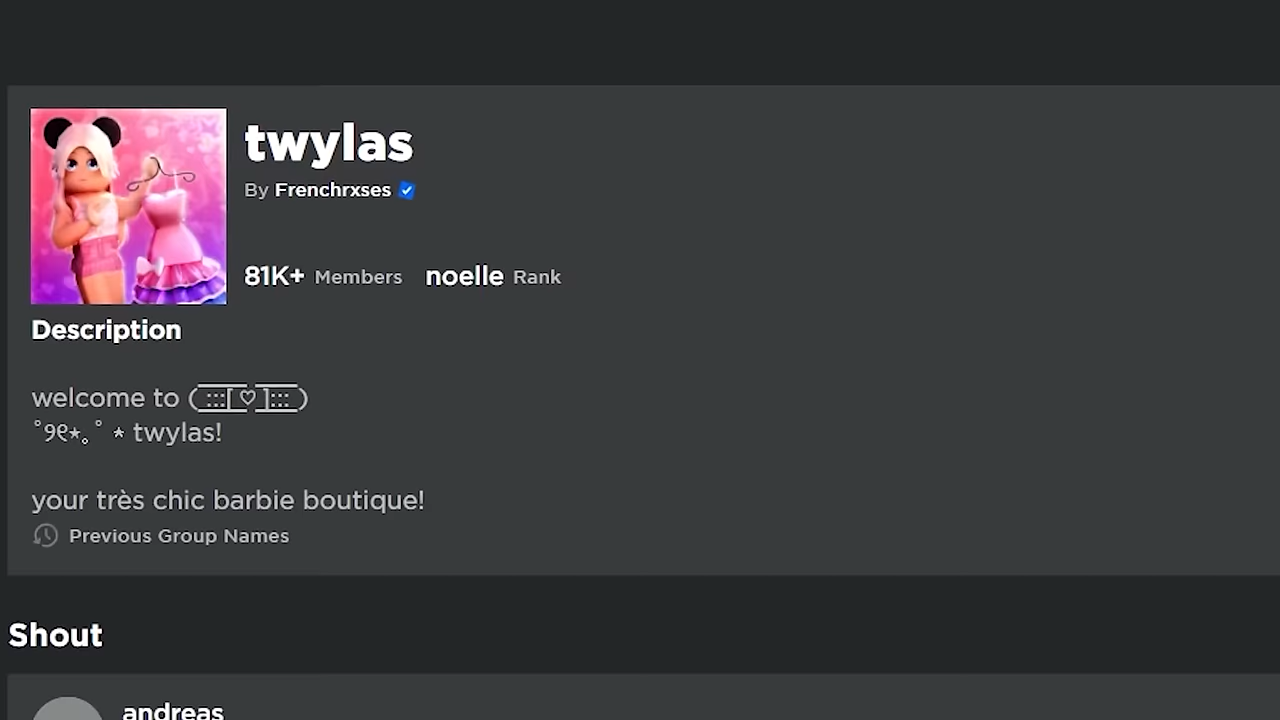 twylas
By Frenchrxses
81K+ Members noelle Rank
Description
welcome to (̲̅:̲̅:̲̅:̲̅[̲̅ ♡ ]̲̅:̲̅:̲̅:̲̅)
˚୨୧⋆｡˚ ⋆ twylas!
your très chic barbie boutique!
Previous Group Names
Shout
andreas